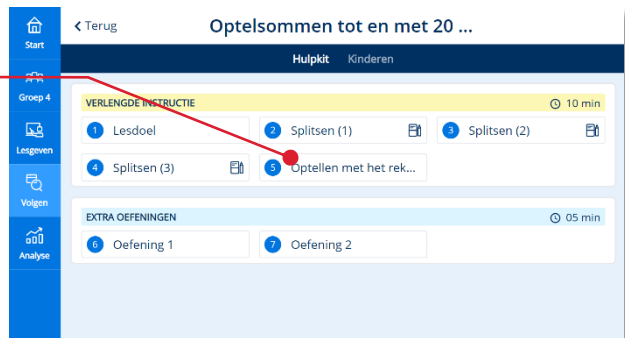 Terug
Optelsommen tot en met 20 ...
Start
Groep 4
Lesgeven
Volgen
Analyse
Hulpkit Kinderen
VERLENGDE INSTRUCTIE 10 min
1 Lesdoel
2 Splitsen (1)
3 Splitsen (2)
4 Splitsen (3)
5 Optellen met het rek...
EXTRA OEFENINGEN 05 min
6 Oefening 1
7 Oefening 2